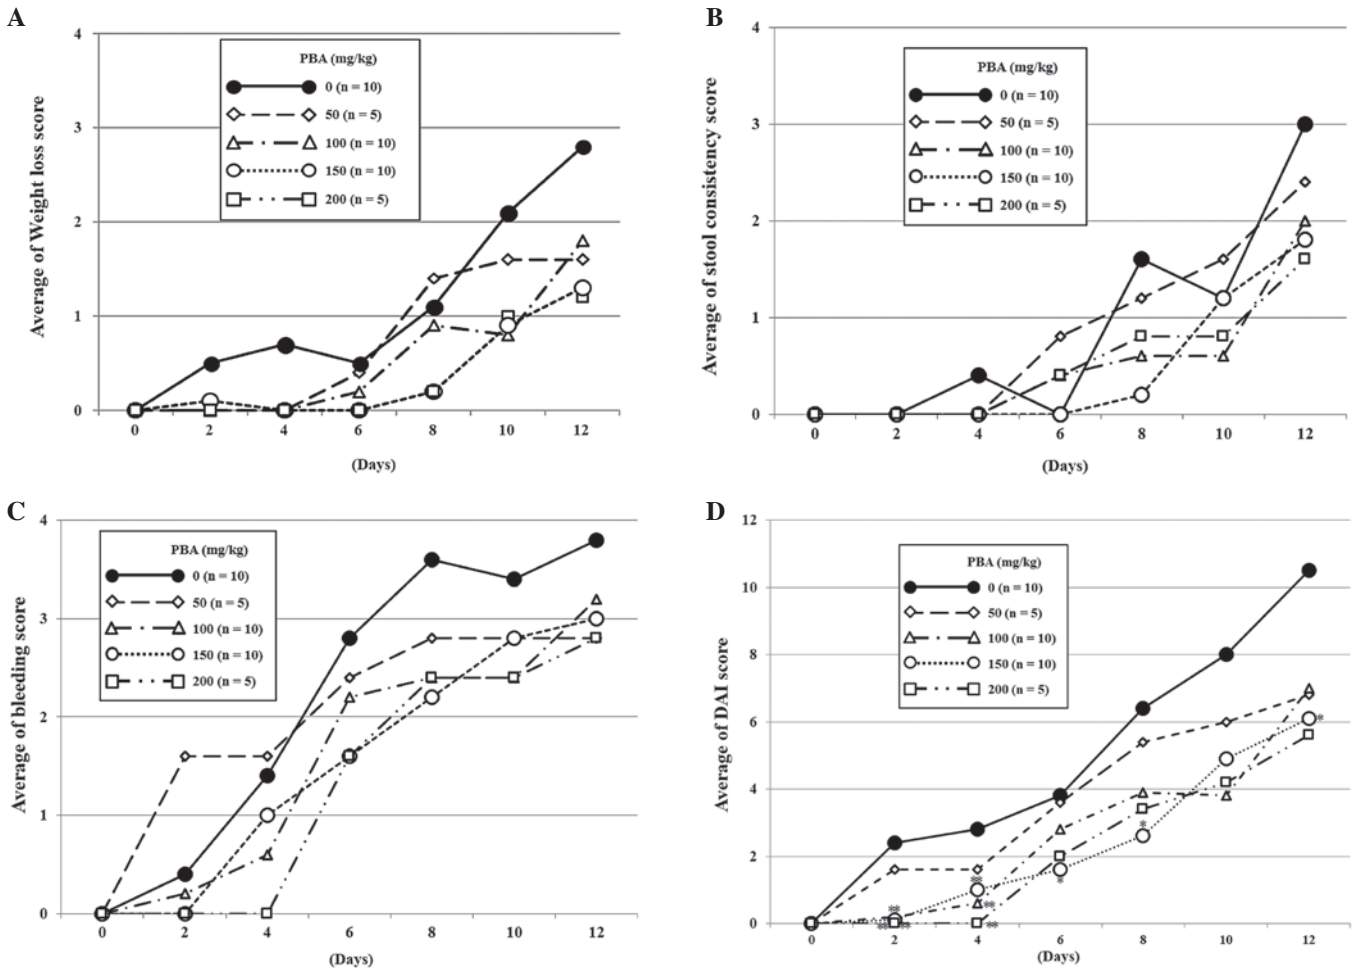 A
Average of Weight loss score
4
3
2
1
0
PBA (mg/kg)
0 (n = 10)
50 (n = 5)
100 (n = 10)
150 (n = 10)
200 (n = 5)
0 2 4 6 8 10 12
(Days)
B
Average of stool consistency score
4
3
2
1
0
PBA (mg/kg)
0 (n = 10)
50 (n = 5)
100 (n = 10)
150 (n = 10)
200 (n = 5)
0 2 4 6 8 10 12
(Days)
C
Average of bleeding score
4
3
2
1
0
PBA (mg/kg)
0 (n = 10)
50 (n = 5)
100 (n = 10)
150 (n = 10)
200 (n = 5)
0 2 4 6 8 10 12
(Days)
D
Average of DAI score
12
10
8
6
4
2
0
PBA (mg/kg)
0 (n = 10)
50 (n = 5)
100 (n = 10)
150 (n = 10)
200 (n = 5)
*
*
**
*
**
**
** **
**
0 2 4 6 8 10 12
(Days)